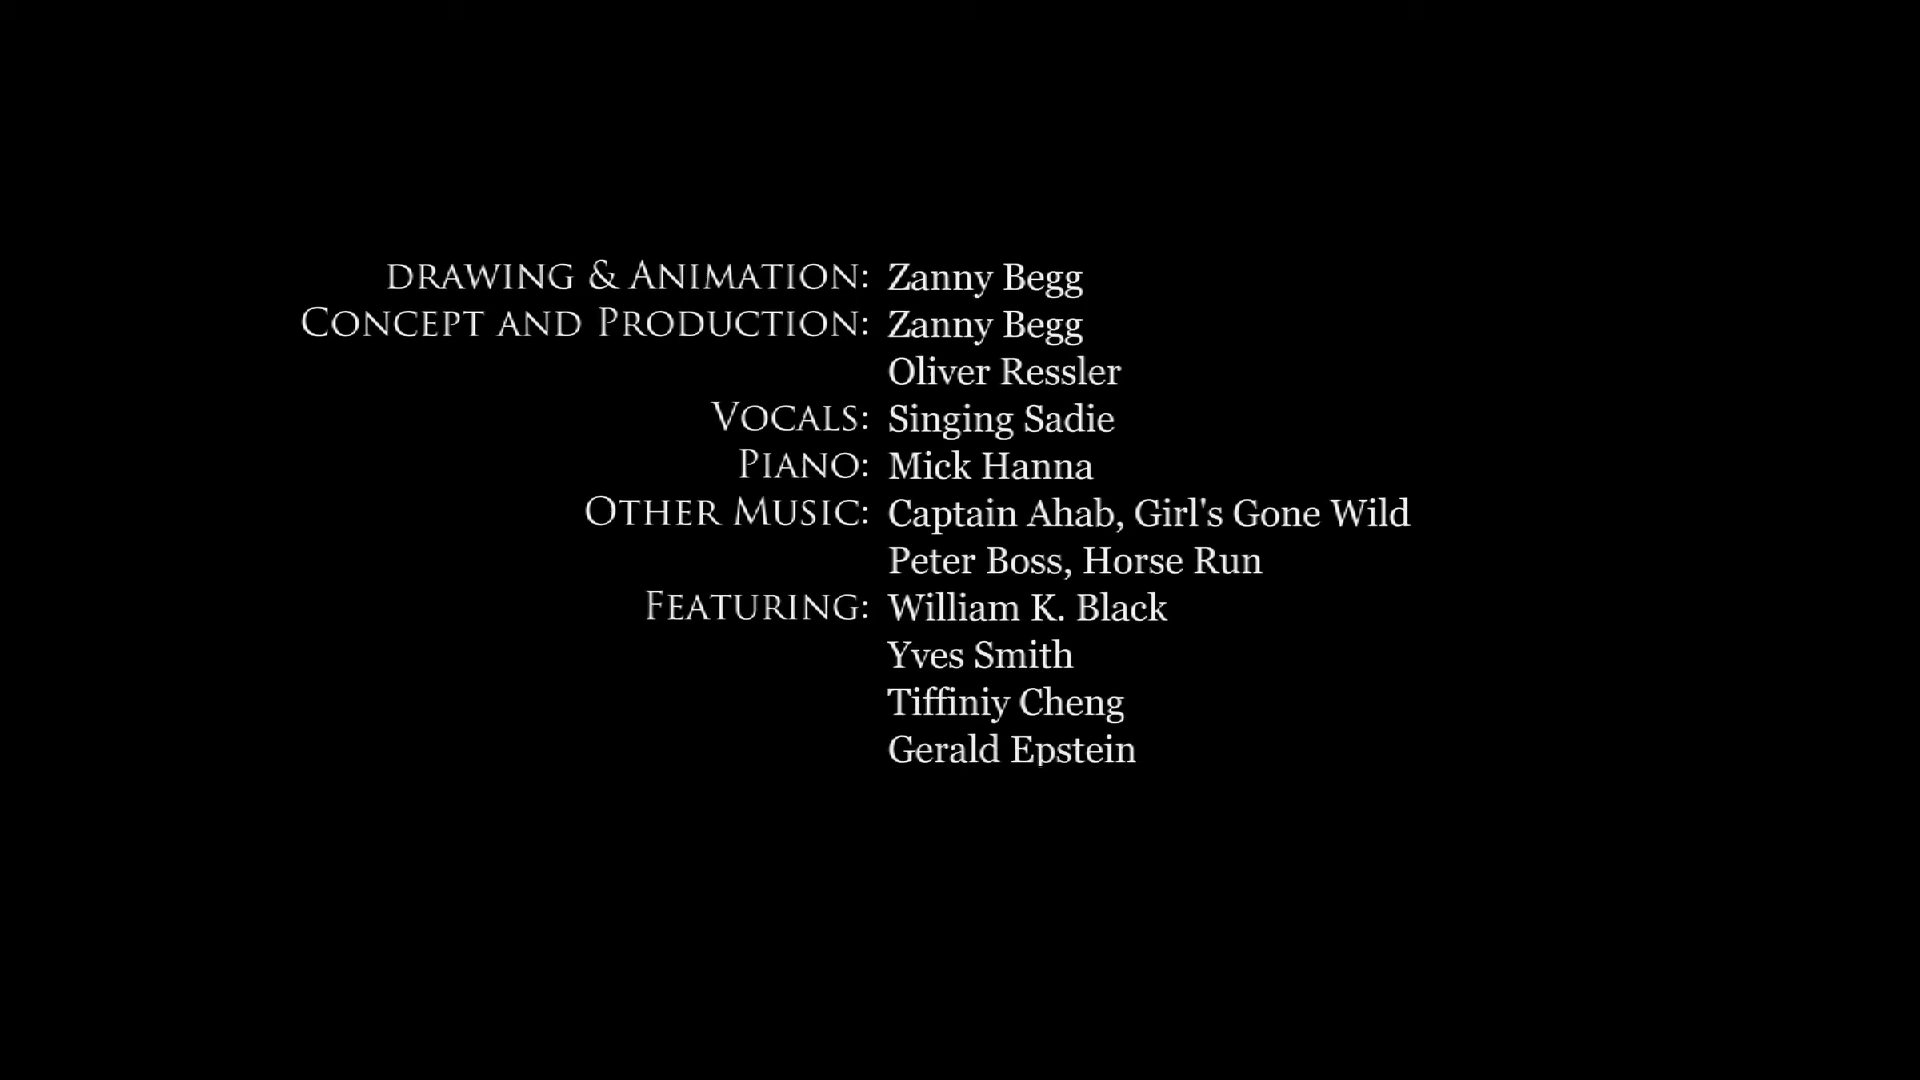 DRAWING & ANIMATION: Zanny Begg
CONCEPT AND PRODUCTION: Zanny Begg
Oliver Ressler
VOCALS: Singing Sadie
PIANO: Mick Hanna
OTHER MUSIC: Captain Ahab, Girl's Gone Wild
Peter Boss, Horse Run
FEATURING: William K. Black
Yves Smith
Tiffiniy Cheng
Gerald Epstein